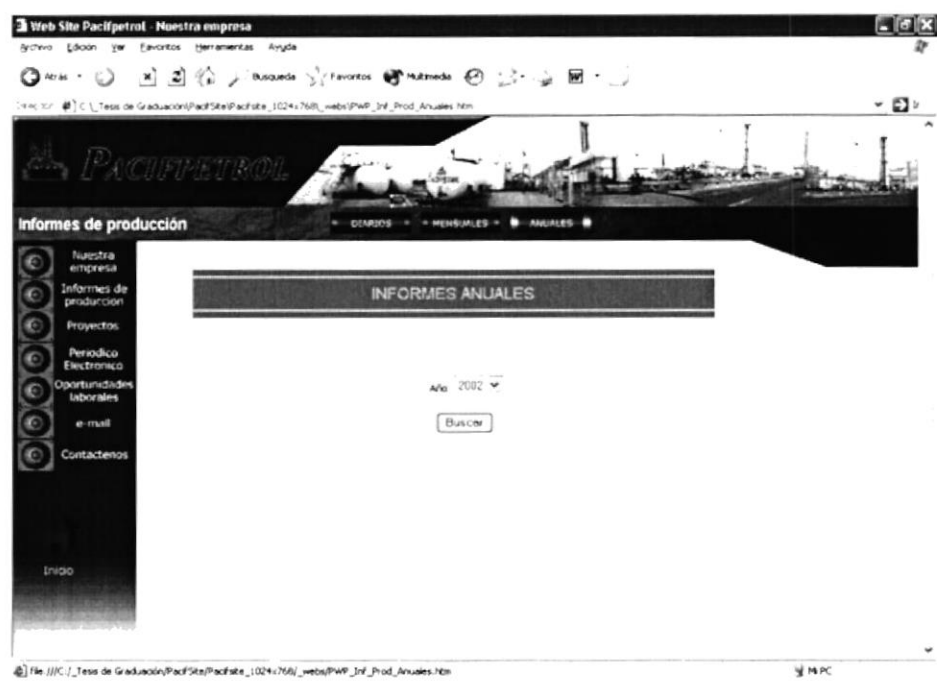 Web Site Pacifpetrol - Nuestra empresa
Archivo Edición Ver Favoritos Herramientas Ayuda
Atrás Búsqueda Favoritos Multimedia
C:\_Tesis de Graduación\PacifSite\Pacifsite_1024x768\_webs\PWP_Inf_Prod_Anuales.htm Ir
PACIFPETROL
Informes de producción
DIARIOS MENSUALES ANUALES
Nuestra
empresa
Informes de
produccion
Proyectos
Periodico
Electronico
Oportunidades
laborales
e-mail
Contactenos
Inicio
INFORMES ANUALES
Año 2002
Buscar
file:///C:/_Tesis de Graduación/PacifSite/Pacifsite_1024x768/_webs/PWP_Inf_Prod_Anuales.htm Mi PC